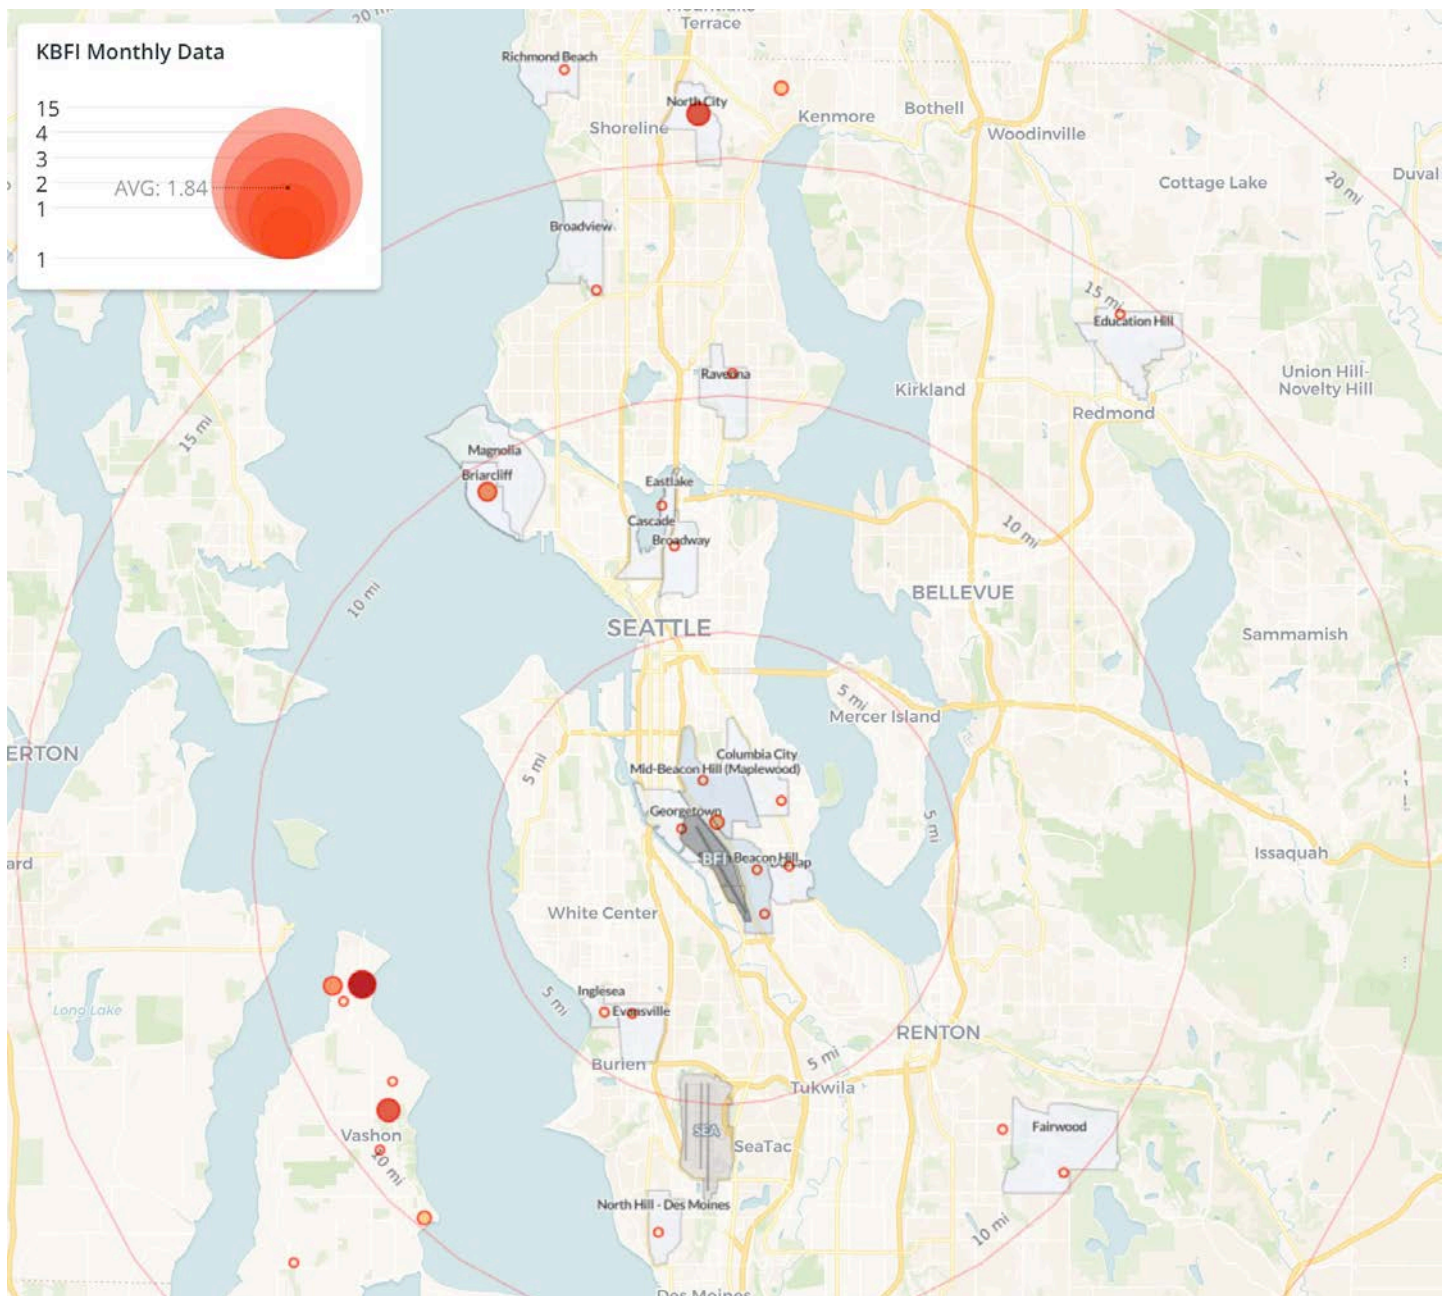 20 mi
Terrace
KBFI Monthly Data
15
4
3
2
1
1
AVG: 1.84
Richmond Beach
North City
Shoreline
Kenmore
Bothell
Woodinville
Cottage Lake
20 mi
Duval
Broadview
15 mi
Education Hill
Ravenna
Kirkland
Union Hill-
Novelty Hill
Redmond
15 mi
Magnolia
Briarcliff
Eastlake
Cascade
Broadway
10 mi
10 mi
BELLEVUE
SEATTLE
Sammamish
5 mi
Mercer Island
ERTON
Columbia City
Mid-Beacon Hill (Maplewood)
5 mi
Georgetown
5 mi
BFI
Beacon Hill
ard
Issaquah
White Center
Long Lake
5 mi
Inglesea
Evansville
RENTON
Burien
5 mi
Tukwila
Vashon
SEA
SeaTac
Fairwood
10 mi
North Hill - Des Moines
10 mi
Des Moines